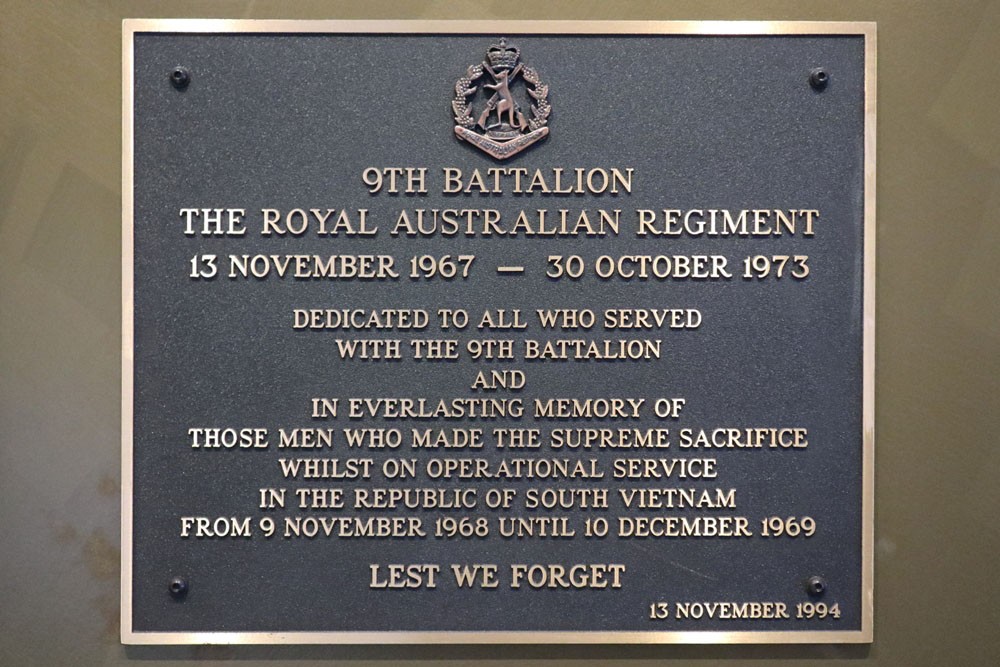 9TH BATTALION
THE ROYAL AUSTRALIAN REGIMENT
13 NOVEMBER 1967 — 30 OCTOBER 1973
DEDICATED TO ALL WHO SERVED
WITH THE 9TH BATTALION
AND
IN EVERLASTING MEMORY OF
THOSE MEN WHO MADE THE SUPREME SACRIFICE
WHILST ON OPERATIONAL SERVICE
IN THE REPUBLIC OF SOUTH VIETNAM
FROM 9 NOVEMBER 1968 UNTIL 10 DECEMBER 1969
LEST WE FORGET
13 NOVEMBER 1994